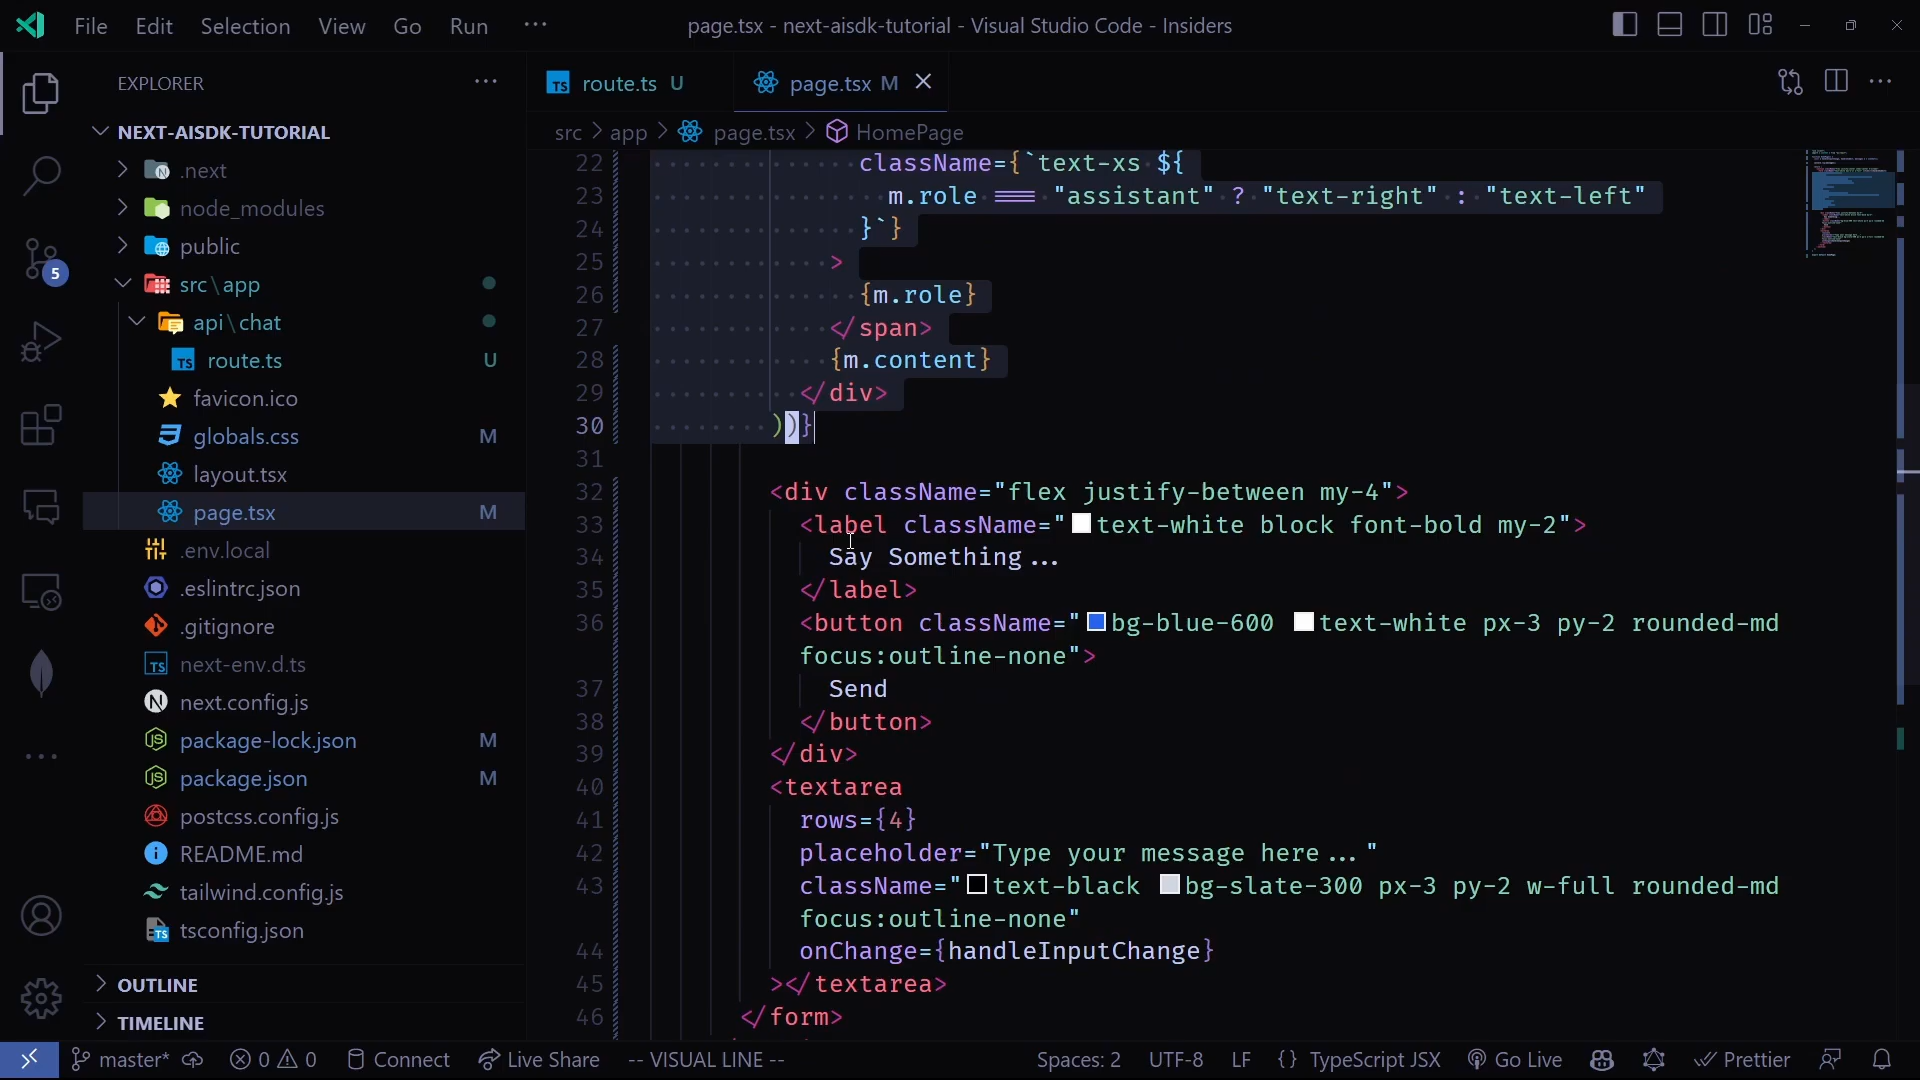 File Edit Selection View Go Run ···
page.tsx - next-aisdk-tutorial - Visual Studio Code - Insiders
EXPLORER
NEXT-AISDK-TUTORIAL
.next
node_modules
public
src\app
api\chat
route.ts U
favicon.ico
globals.css M
layout.tsx
page.tsx M
.env.local
.eslintrc.json
.gitignore
next-env.d.ts
next.config.js
package-lock.json M
package.json M
postcss.config.js
README.md
tailwind.config.js
tsconfig.json
OUTLINE
TIMELINE
5
route.ts U
page.tsx M
src > app > page.tsx > HomePage
22 className={`text-xs ${
23 m.role === "assistant" ? "text-right" : "text-left"
24 }`}
25 >
26 {m.role}
27 </span>
28 {m.content}
29 </div>
30 ))}
31
32 <div className="flex justify-between my-4">
33 <label className="text-white block font-bold my-2">
34 Say Something...
35 </label>
36 <button className="bg-blue-600 text-white px-3 py-2 rounded-md
focus:outline-none">
37 Send
38 </button>
39 </div>
40 <textarea
41 rows={4}
42 placeholder="Type your message here..."
43 className="text-black bg-slate-300 px-3 py-2 w-full rounded-md
focus:outline-none"
44 onChange={handleInputChange}
45 ></textarea>
46 </form>
master* 0 0 Connect Live Share -- VISUAL LINE -- Spaces: 2 UTF-8 LF {} TypeScript JSX Go Live Prettier